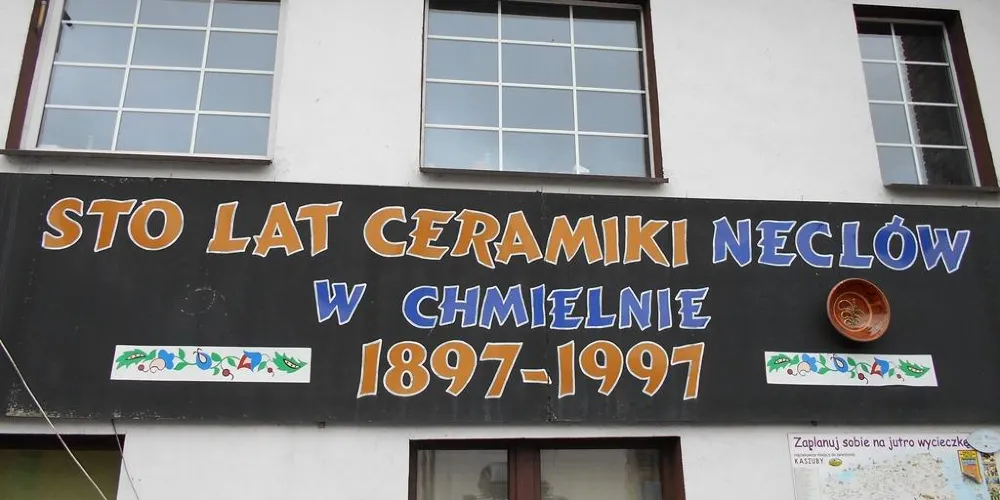 STO LAT CERAMIKI NECLÓW
W CHMIELNIE
1897-1997
Zaplanuj sobie na jutro wycieczkę
KASZUBY